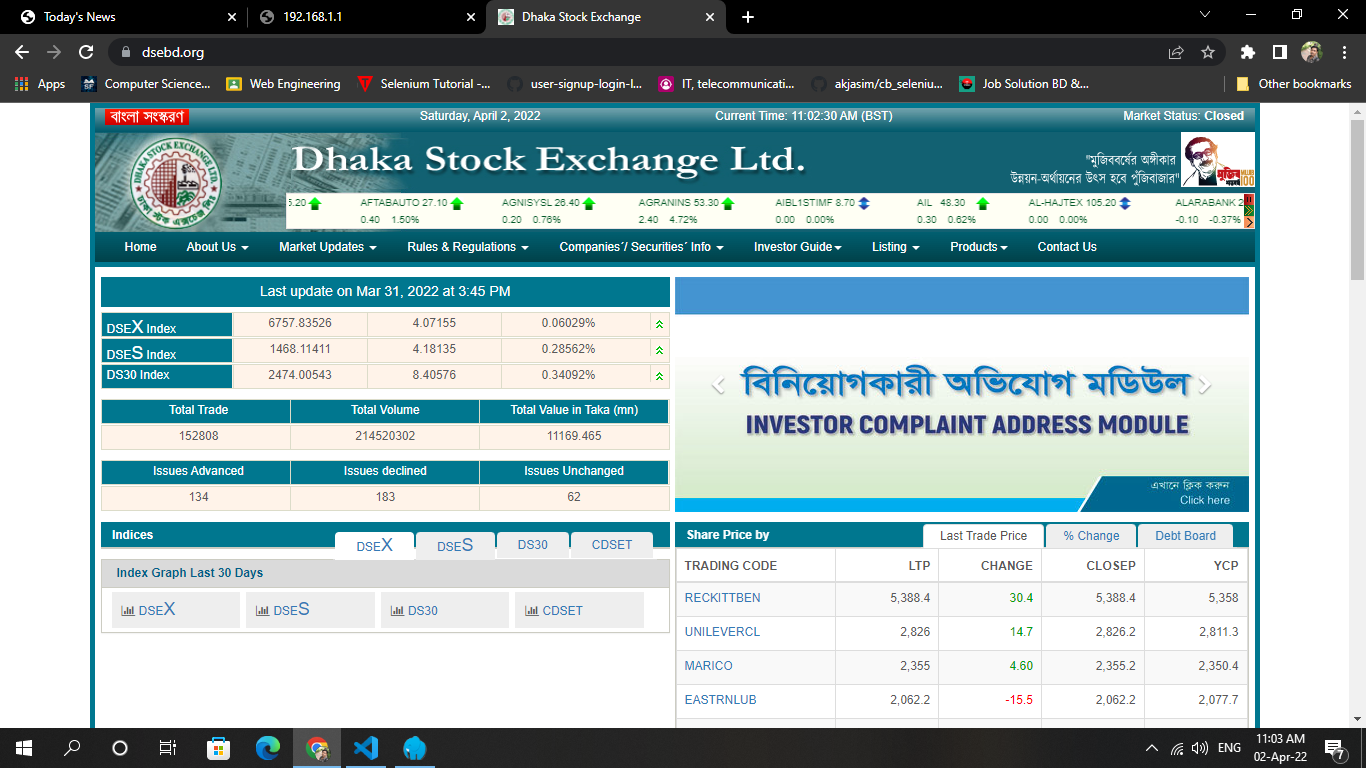 Today's News
192.168.1.1
Dhaka Stock Exchange
dsebd.org
Apps
Computer Science...
Web Engineering
Selenium Tutorial -...
user-signup-login-l...
IT, telecommunicati...
akjasim/cb_seleniu...
Job Solution BD &...
Other bookmarks
বাংলা সংস্করণ
Saturday, April 2, 2022
Current Time: 11:02:30 AM (BST)
Market Status: Closed
DHAKA STOCK EXCHANGE LTD.
Dhaka Stock Exchange Ltd.
"মুজিববর্ষের অঙ্গীকার
উন্নয়ন-অর্থায়নের উৎস হবে পুঁজিবাজার"
5.20 AFTABAUTO 27.10 AGNISYSL 26.40 AGRANINS 53.30 AIBL1STIMF 8.70 AIL 48.30 AL-HAJTEX 105.20 ALARABANK 2
0.40 1.50% 0.20 0.76% 2.40 4.72% 0.00 0.00% 0.30 0.62% 0.00 0.00% -0.10 -0.37%
Home About Us Market Updates Rules & Regulations Companies´/ Securities´ Info Investor Guide Listing Products Contact Us
Last update on Mar 31, 2022 at 3:45 PM
DSEX Index 6757.83526 4.07155 0.06029%
DSES Index 1468.11411 4.18135 0.28562%
DS30 Index 2474.00543 8.40576 0.34092%
Total Trade Total Volume Total Value in Taka (mn)
152808 214520302 11169.465
Issues Advanced Issues declined Issues Unchanged
134 183 62
বিনিয়োগকারী অভিযোগ মডিউল
INVESTOR COMPLAINT ADDRESS MODULE
এখানে ক্লিক করুন
Click here
Indices
DSEX DSES DS30 CDSET
Index Graph Last 30 Days
DSEX DSES DS30 CDSET
Share Price by Last Trade Price % Change Debt Board
TRADING CODE LTP CHANGE CLOSEP YCP
RECKITTBEN 5,388.4 30.4 5,388.4 5,358
UNILEVERCL 2,826 14.7 2,826.2 2,811.3
MARICO 2,355 4.60 2,355.2 2,350.4
EASTRNLUB 2,062.2 -15.5 2,062.2 2,077.7
ENG
11:03 AM
02-Apr-22
7